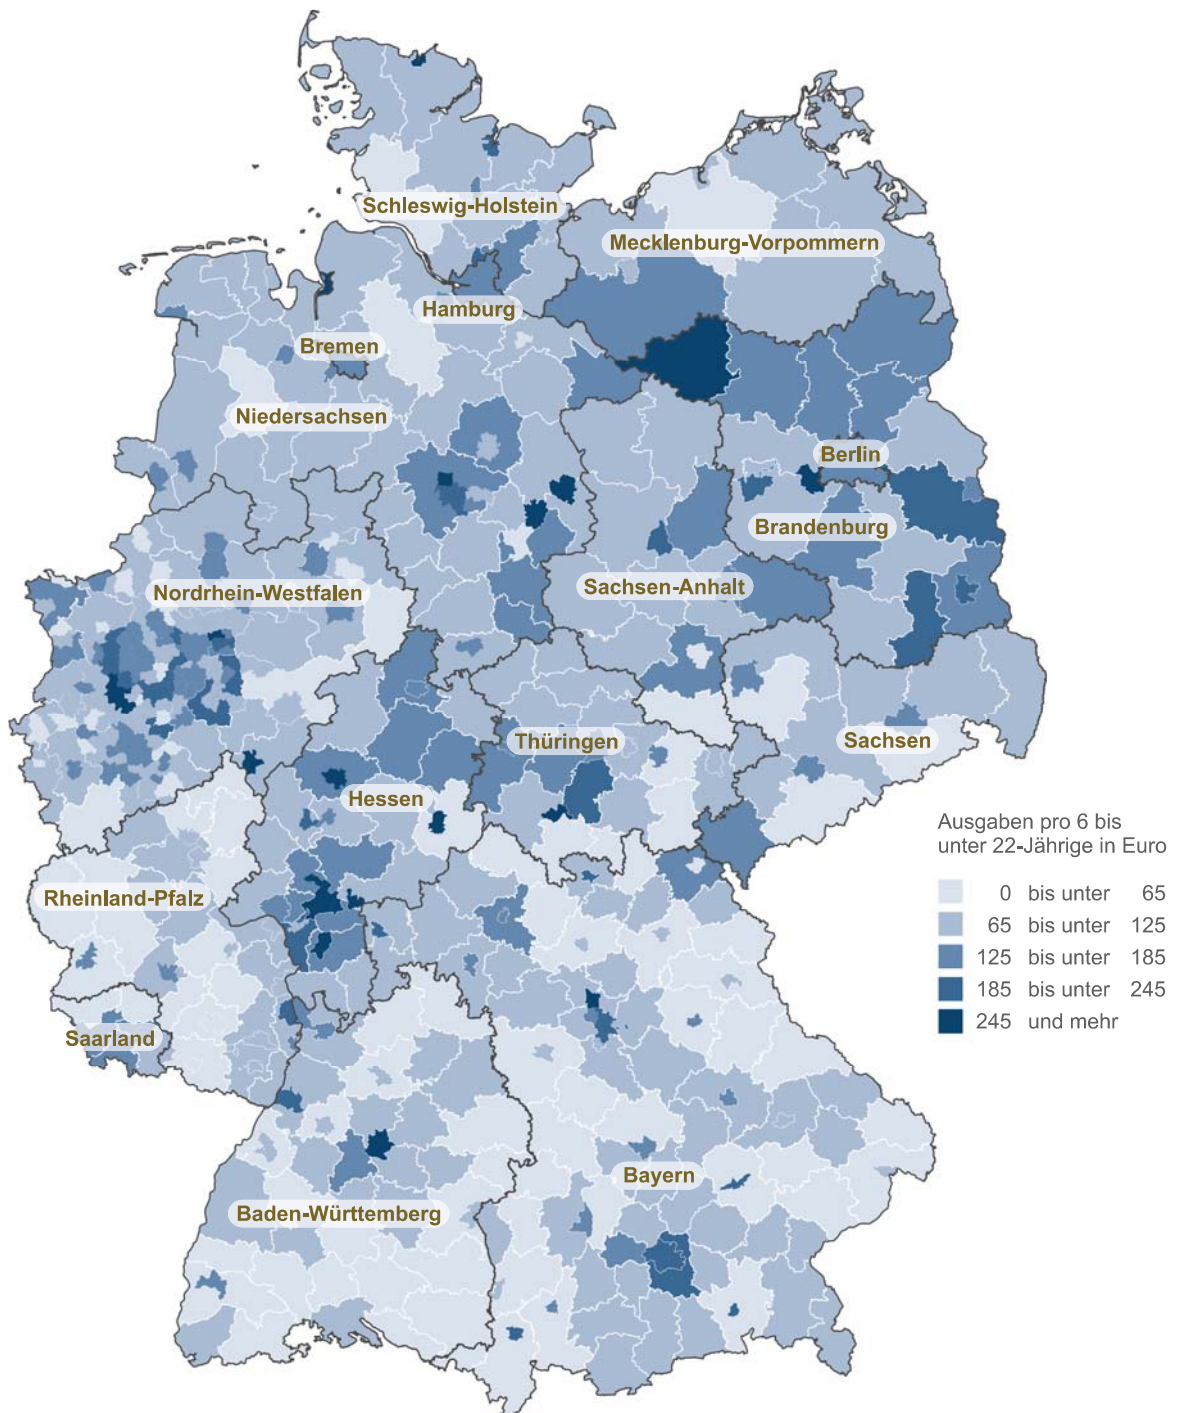 Schleswig-Holstein
Mecklenburg-Vorpommern
Hamburg
Bremen
Niedersachsen
Berlin
Brandenburg
Sachsen-Anhalt
Nordrhein-Westfalen
Thüringen
Sachsen
Hessen
Rheinland-Pfalz
Saarland
Bayern
Baden-Württemberg
Ausgaben pro 6 bis
unter 22-Jährige in Euro
0 bis unter 65
65 bis unter 125
125 bis unter 185
185 bis unter 245
245 und mehr